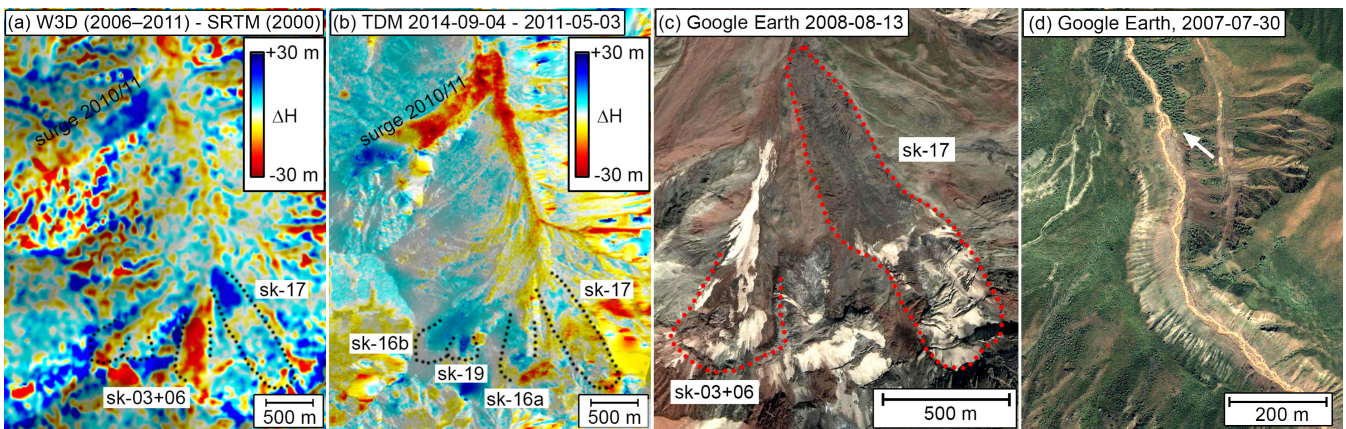 (a) W3D (2006–2011) - SRTM (2000)
+30 m
ΔH
-30 m
surge 2010/11
sk-17
sk-03+06
500 m
(b) TDM 2014-09-04 - 2011-05-03
+30 m
ΔH
-30 m
surge 2010/11
sk-17
sk-16b
sk-19
sk-16a
500 m
(c) Google Earth 2008-08-13
sk-17
sk-03+06
500 m
(d) Google Earth, 2007-07-30
200 m